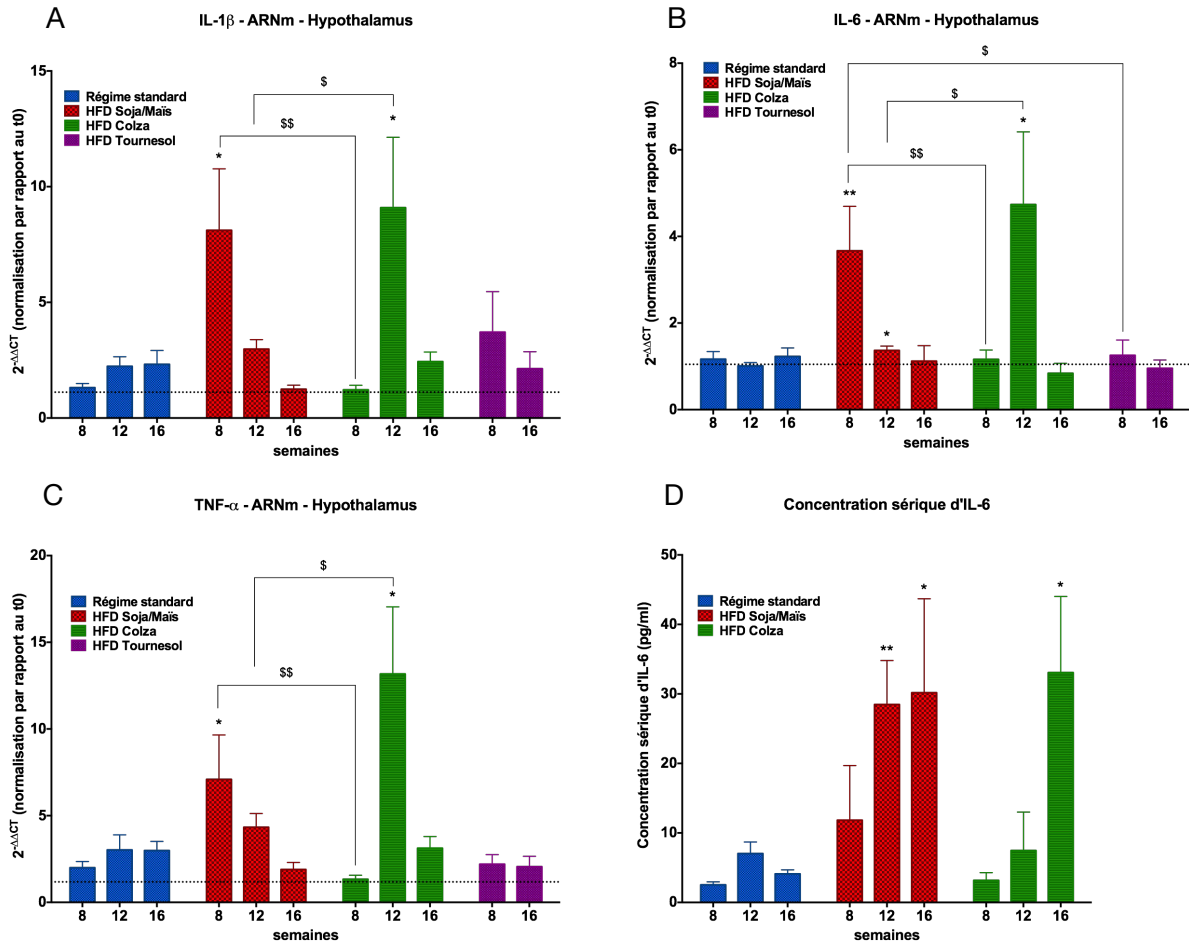 A
IL-1β - ARNm - Hypothalamus
2-ΔΔCT (normalisation par rapport au t0)
15
10
5
0
Régime standard
HFD Soja/Maïs
HFD Colza
HFD Tournesol
$
$$
*
*
8 12 16 8 12 16 8 12 16 8 16
semaines
B
IL-6 - ARNm - Hypothalamus
2-ΔΔCT (normalisation par rapport au t0)
8
6
4
2
0
Régime standard
HFD Soja/Maïs
HFD Colza
HFD Tournesol
$
$
$$
**
*
*
8 12 16 8 12 16 8 12 16 8 16
semaines
C
TNF-α - ARNm - Hypothalamus
2-ΔΔCT (normalisation par rapport au t0)
20
15
10
5
0
Régime standard
HFD Soja/Maïs
HFD Colza
HFD Tournesol
$
$$
*
*
8 12 16 8 12 16 8 12 16 8 16
semaines
D
Concentration sérique d'IL-6
Concentration sérique d'IL-6 (pg/ml)
50
40
30
20
10
0
Régime standard
HFD Soja/Maïs
HFD Colza
**
*
*
8 12 16 8 12 16 8 12 16
semaines